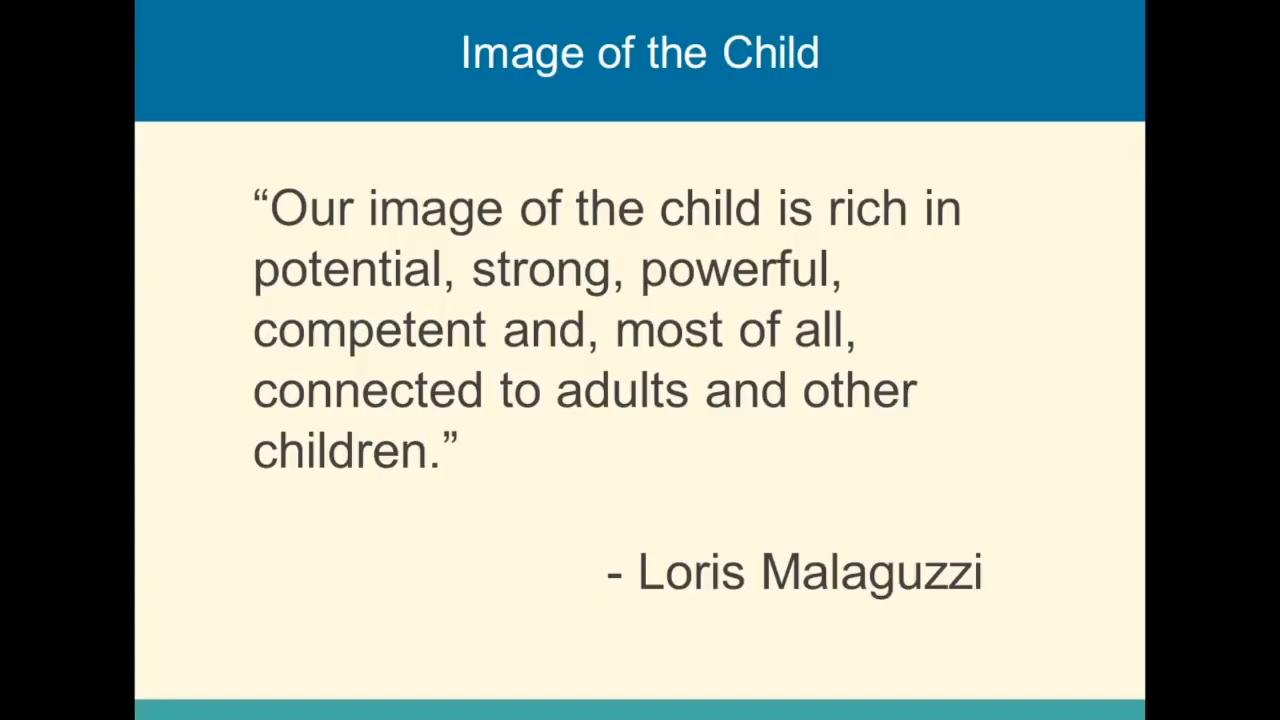 Image of the Child
“Our image of the child is rich in
potential, strong, powerful,
competent and, most of all,
connected to adults and other
children.”
- Loris Malaguzzi